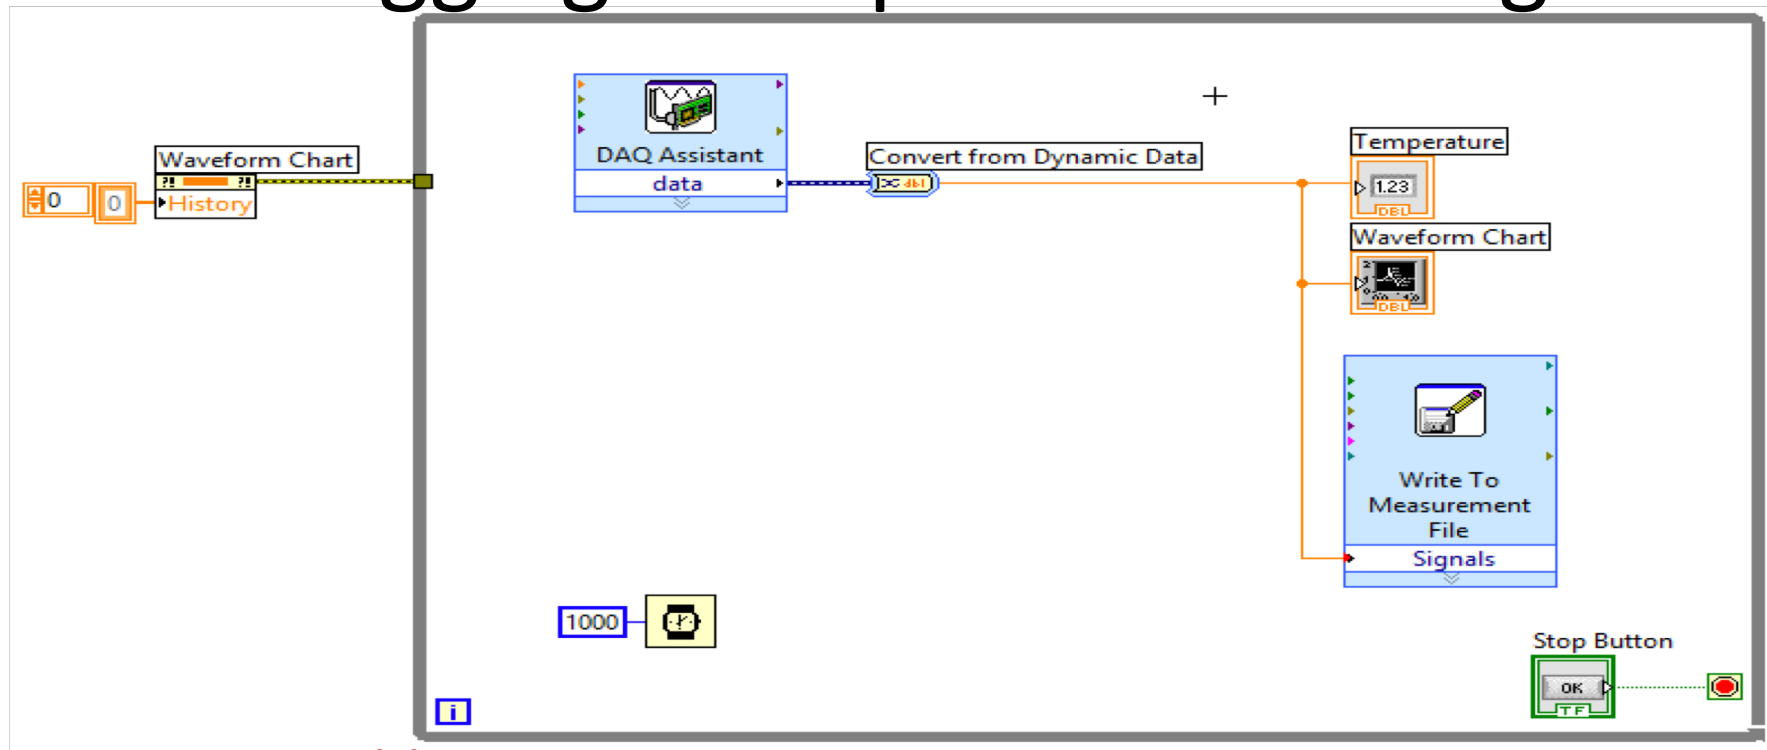 Waveform Chart
0
0
History
DAQ Assistant
data
Convert from Dynamic Data
dbl
Temperature
1.23
DBL
Waveform Chart
DBL
Write To
Measurement
File
Signals
1000
Stop Button
OK
TF
i